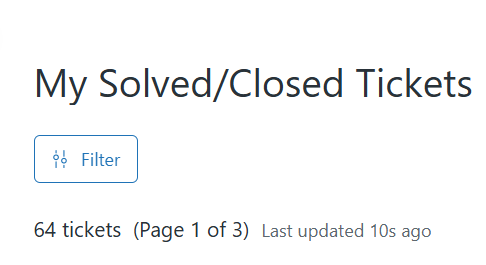 My Solved/Closed Tickets
Filter
64 tickets (Page 1 of 3) Last updated 10s ago